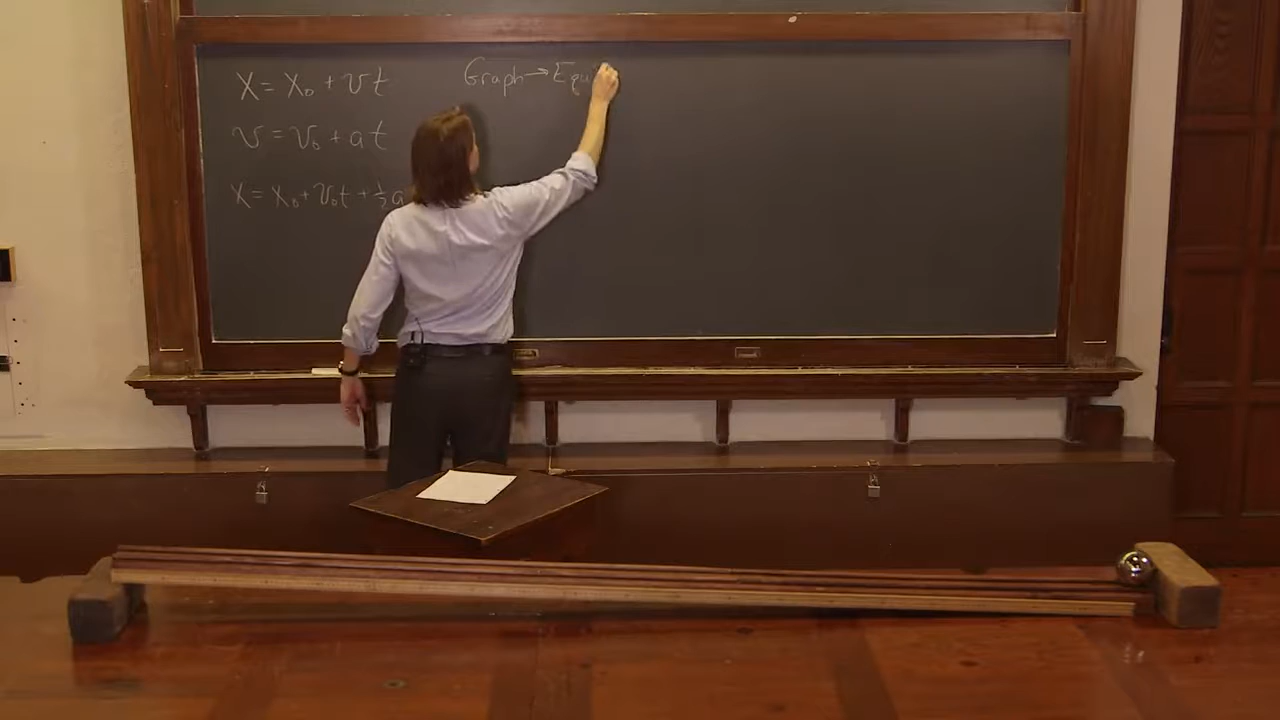 X = X₀ + vt
Graph → Equ
v = v₀ + at
X = X₀ + v₀t + ½a